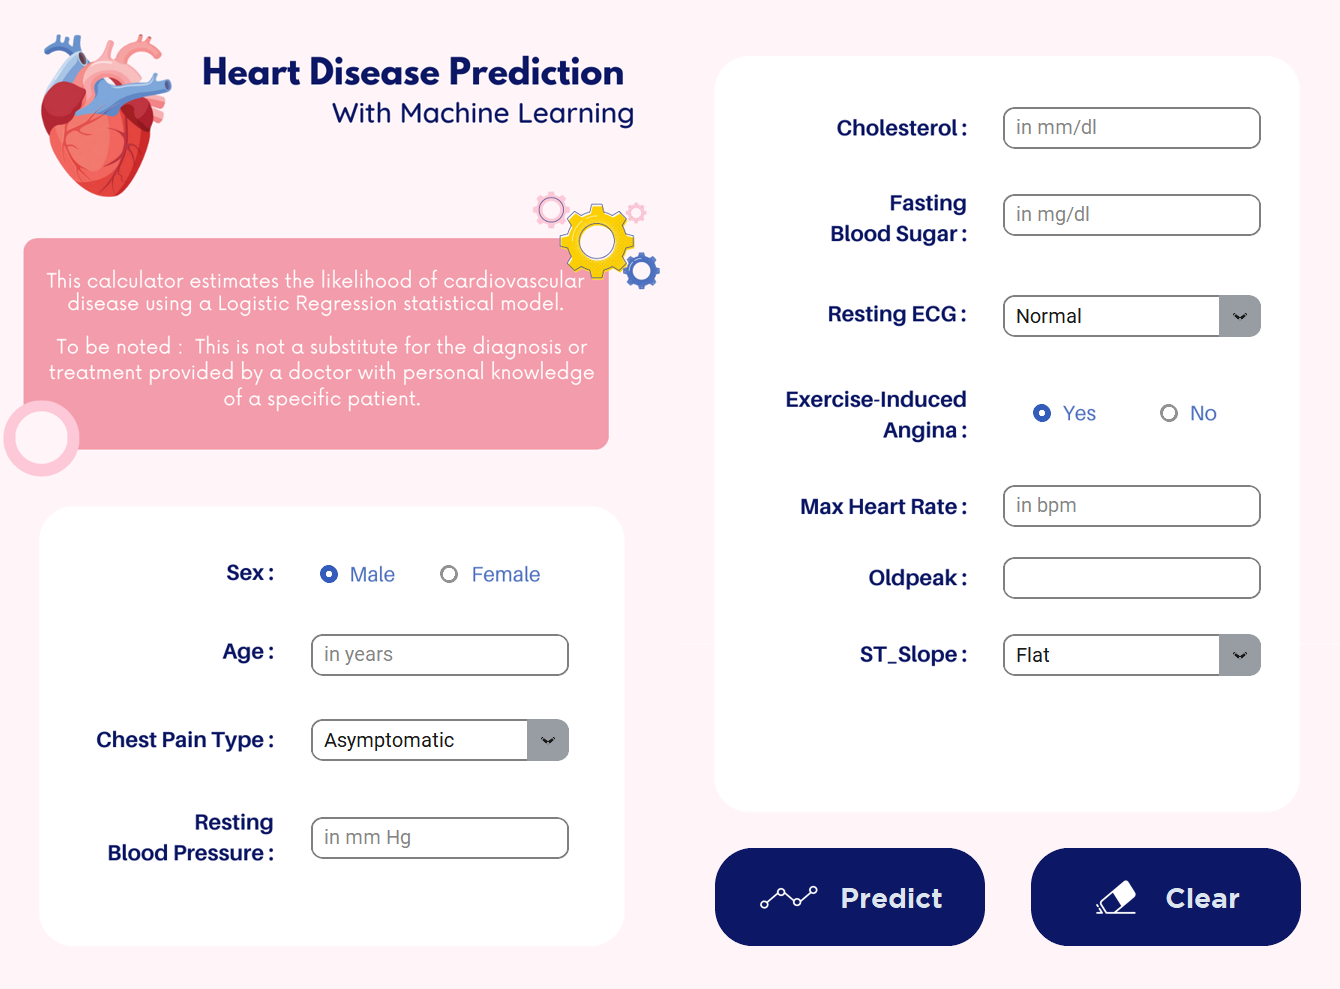 Heart Disease Prediction
With Machine Learning
This calculator estimates the likelihood of cardiovascular
disease using a Logistic Regression statistical model.
To be noted : This is not a substitute for the diagnosis or
treatment provided by a doctor with personal knowledge
of a specific patient.
Sex : Male Female
Age : in years
Chest Pain Type : Asymptomatic
Resting
Blood Pressure : in mm Hg
Cholesterol : in mm/dl
Fasting
Blood Sugar : in mg/dl
Resting ECG : Normal
Exercise-Induced
Angina : Yes No
Max Heart Rate : in bpm
Oldpeak :
ST_Slope : Flat
Predict
Clear